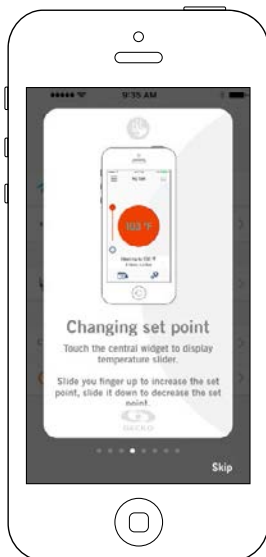 9:35 AM
103 °F
Changing set point
Touch the central widget to display
temperature slider.
Slide you finger up to increase the set
point, slide it down to decrease the set
point.
GECKO
Skip